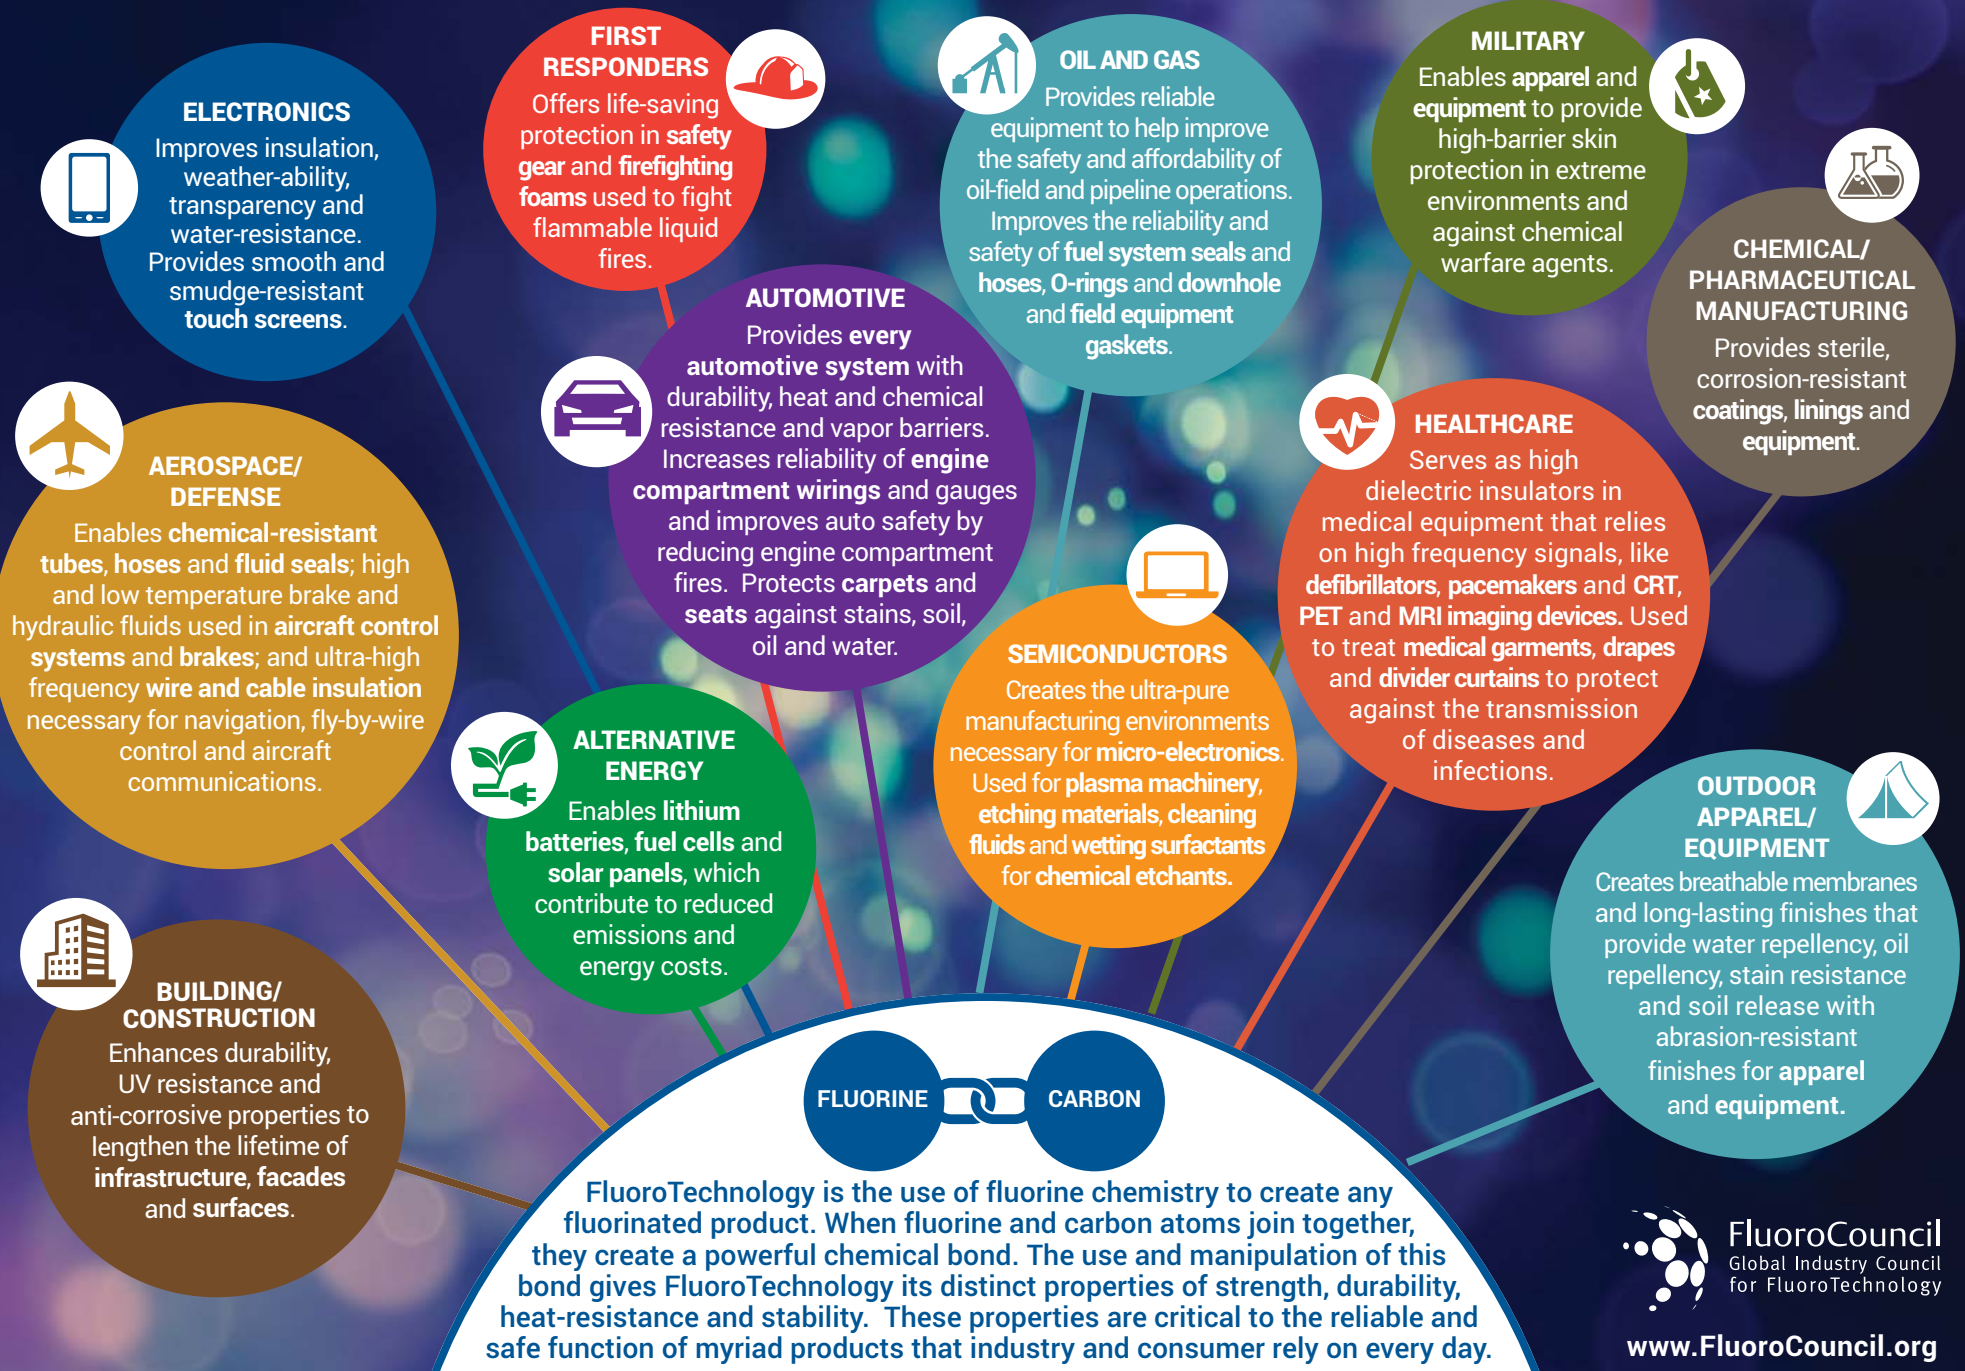 ELECTRONICS
Improves insulation,
weather-ability,
transparency and
water-resistance.
Provides smooth and
smudge-resistant
touch screens.
FIRST
RESPONDERS
Offers life-saving
protection in safety
gear and firefighting
foams used to fight
flammable liquid
fires.
OIL AND GAS
Provides reliable
equipment to help improve
the safety and affordability of
oil-field and pipeline operations.
Improves the reliability and
safety of fuel system seals and
hoses, O-rings and downhole
and field equipment
gaskets.
MILITARY
Enables apparel and
equipment to provide
high-barrier skin
protection in extreme
environments and
against chemical
warfare agents.
CHEMICAL/
PHARMACEUTICAL
MANUFACTURING
Provides sterile,
corrosion-resistant
coatings, linings and
equipment.
AEROSPACE/
DEFENSE
Enables chemical-resistant
tubes, hoses and fluid seals; high
and low temperature brake and
hydraulic fluids used in aircraft control
systems and brakes; and ultra-high
frequency wire and cable insulation
necessary for navigation, fly-by-wire
control and aircraft
communications.
AUTOMOTIVE
Provides every
automotive system with
durability, heat and chemical
resistance and vapor barriers.
Increases reliability of engine
compartment wirings and gauges
and improves auto safety by
reducing engine compartment
fires. Protects carpets and
seats against stains, soil,
oil and water.
HEALTHCARE
Serves as high
dielectric insulators in
medical equipment that relies
on high frequency signals, like
defibrillators, pacemakers and CRT,
PET and MRI imaging devices. Used
to treat medical garments, drapes
and divider curtains to protect
against the transmission
of diseases and
infections.
SEMICONDUCTORS
Creates the ultra-pure
manufacturing environments
necessary for micro-electronics.
Used for plasma machinery,
etching materials, cleaning
fluids and wetting surfactants
for chemical etchants.
ALTERNATIVE
ENERGY
Enables lithium
batteries, fuel cells and
solar panels, which
contribute to reduced
emissions and
energy costs.
OUTDOOR
APPAREL/
EQUIPMENT
Creates breathable membranes
and long-lasting finishes that
provide water repellency, oil
repellency, stain resistance
and soil release with
abrasion-resistant
finishes for apparel
and equipment.
BUILDING/
CONSTRUCTION
Enhances durability,
UV resistance and
anti-corrosive properties to
lengthen the lifetime of
infrastructure, facades
and surfaces.
FLUORINE
CARBON
FluoroTechnology is the use of fluorine chemistry to create any
fluorinated product. When fluorine and carbon atoms join together,
they create a powerful chemical bond. The use and manipulation of this
bond gives FluoroTechnology its distinct properties of strength, durability,
heat-resistance and stability. These properties are critical to the reliable and
safe function of myriad products that industry and consumer rely on every day.
FluoroCouncil
Global Industry Council
for FluoroTechnology
www.FluoroCouncil.org